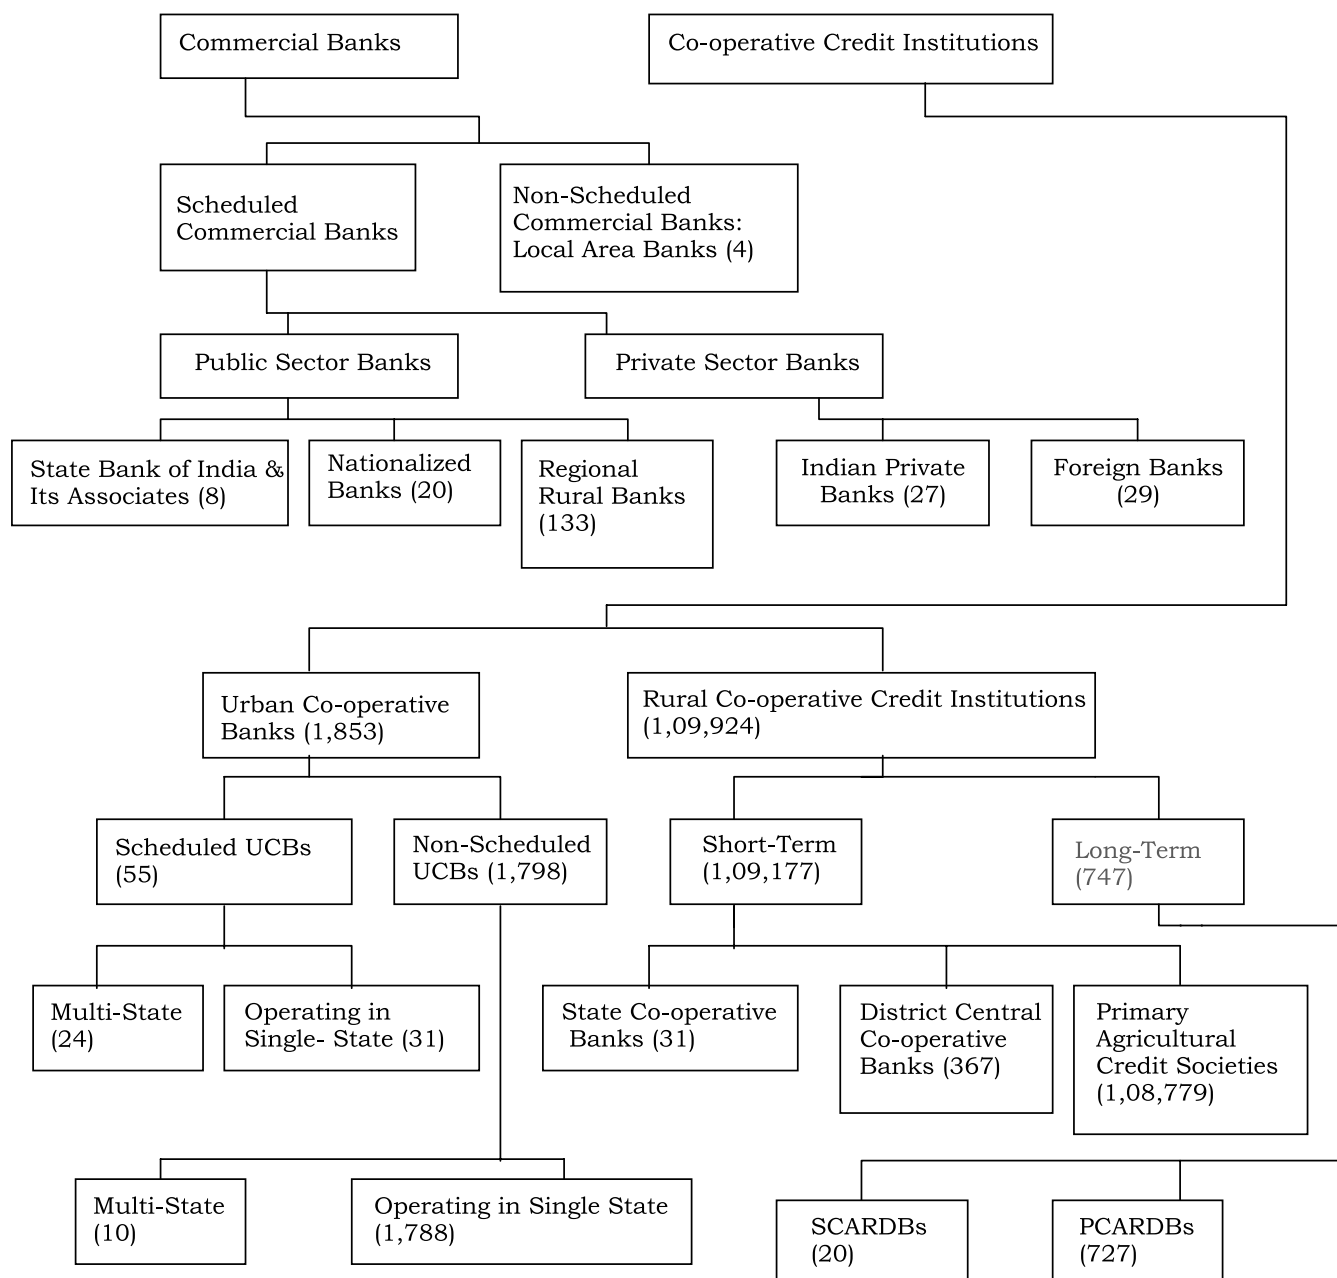 Commercial Banks
Co-operative Credit Institutions
Scheduled
Commercial Banks
Non-Scheduled
Commercial Banks:
Local Area Banks (4)
Public Sector Banks
Private Sector Banks
State Bank of India &
Its Associates (8)
Nationalized
Banks (20)
Regional
Rural Banks
(133)
Indian Private
Banks (27)
Foreign Banks
(29)
Urban Co-operative
Banks (1,853)
Rural Co-operative Credit Institutions
(1,09,924)
Scheduled UCBs
(55)
Non-Scheduled
UCBs (1,798)
Short-Term
(1,09,177)
Long-Term
(747)
Multi-State
(24)
Operating in
Single- State (31)
State Co-operative
Banks (31)
District Central
Co-operative
Banks (367)
Primary
Agricultural
Credit Societies
(1,08,779)
Multi-State
(10)
Operating in Single State
(1,788)
SCARDBs
(20)
PCARDBs
(727)